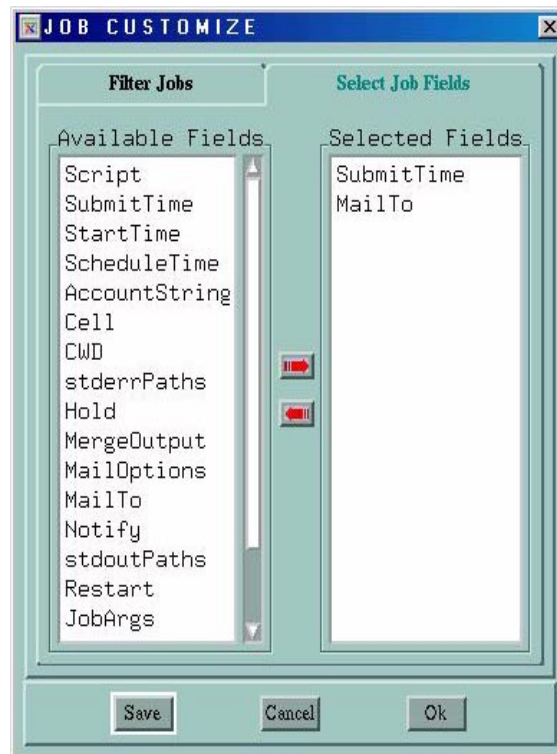 JOB CUSTOMIZE
Filter Jobs
Select Job Fields
Available Fields
Script
SubmitTime
StartTime
ScheduleTime
AccountString
Cell
CWD
stderrPaths
Hold
MergeOutput
MailOptions
MailTo
Notify
stdoutPaths
Restart
JobArgs
Selected Fields
SubmitTime
MailTo
Save
Cancel
Ok